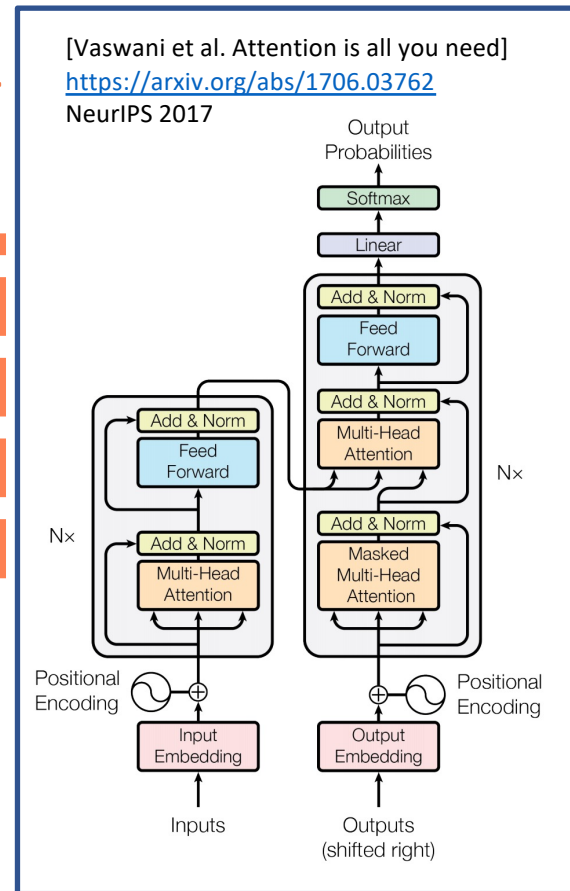 [Vaswani et al. Attention is all you need]
https://arxiv.org/abs/1706.03762
NeurIPS 2017
Output
Probabilities
Softmax
Linear
Add & Norm
Feed
Forward
Add & Norm
Multi-Head
Attention
Nx
Add & Norm
Masked
Multi-Head
Attention
Add & Norm
Feed
Forward
Nx
Add & Norm
Multi-Head
Attention
Positional
Encoding
Positional
Encoding
Input
Embedding
Output
Embedding
Inputs
Outputs
(shifted right)